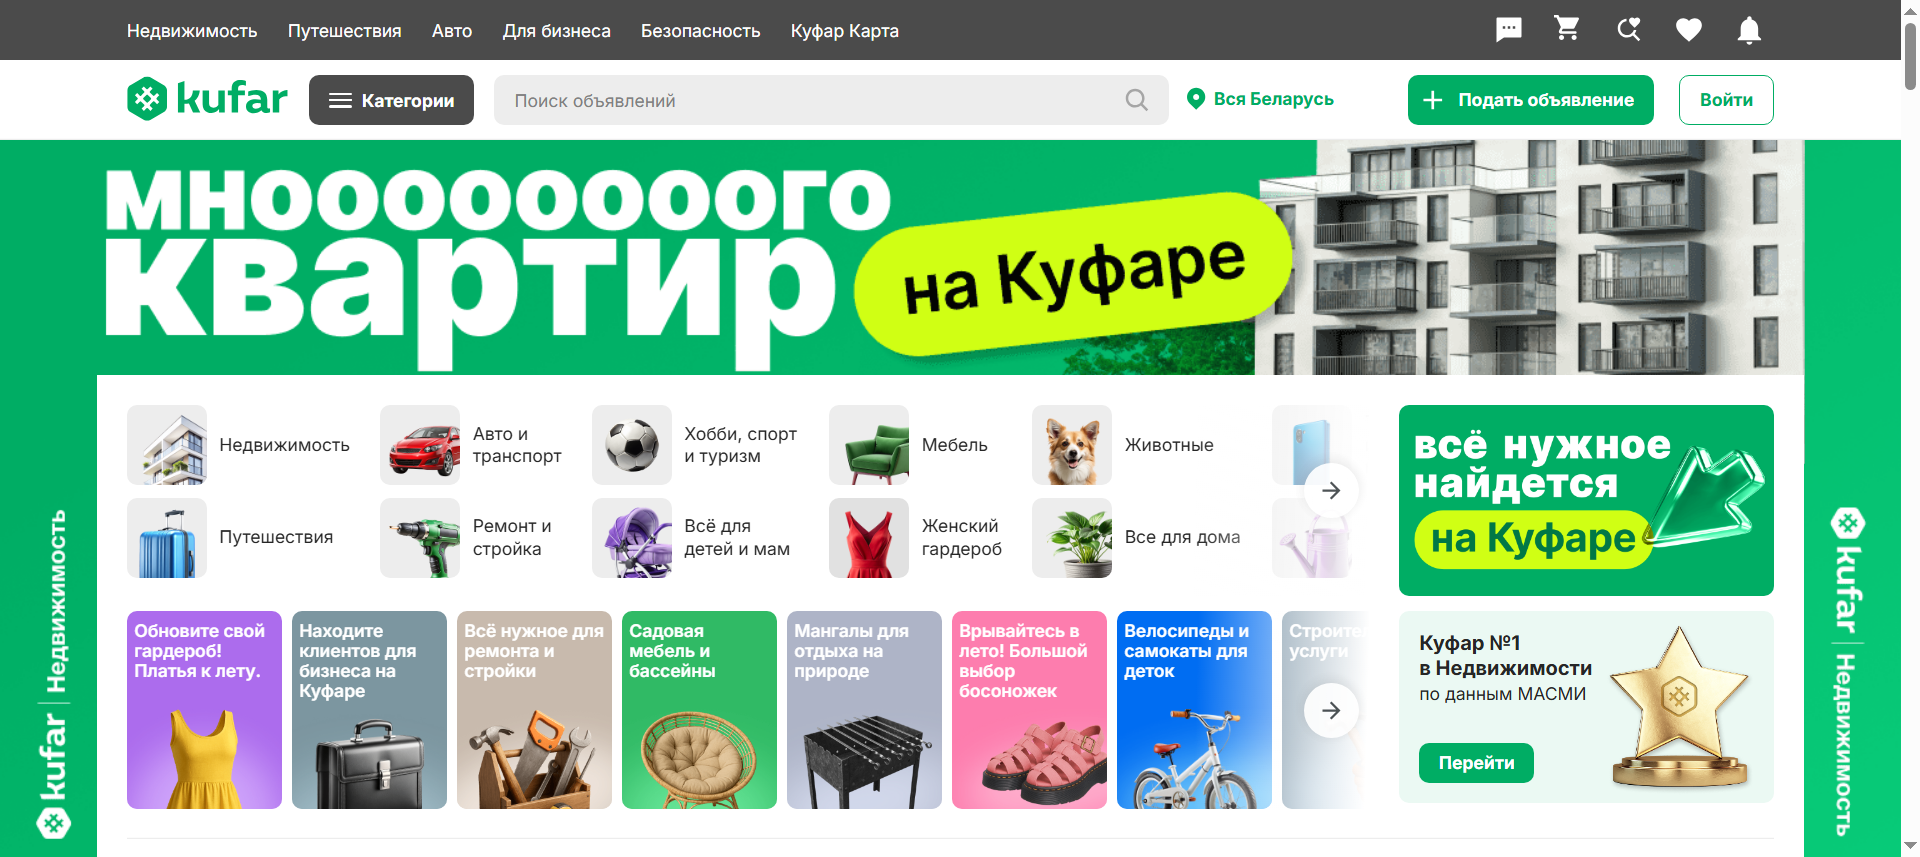 Недвижимость
Путешествия
Авто
Для бизнеса
Безопасность
Куфар Карта
kufar
Категории
Поиск объявлений
Вся Беларусь
Подать объявление
Войти
мнооооооооого
квартир
на Куфаре
Недвижимость
Авто и
транспорт
Хобби, спорт
и туризм
Мебель
Животные
Путешествия
Ремонт и
стройка
Всё для
детей и мам
Женский
гардероб
Все для дома
всё нужное
найдется
на Куфаре
Обновите свой
гардероб!
Платья к лету.
Находите
клиентов для
бизнеса на
Куфаре
Всё нужное для
ремонта и
стройки
Садовая
мебель и
бассейны
Мангалы для
отдыха на
природе
Врывайтесь в
лето! Большой
выбор
босоножек
Велосипеды и
самокаты для
деток
услуги
Куфар №1
в Недвижимости
по данным МАСМИ
Перейти
kufar | Недвижимость
kufar | Недвижимость